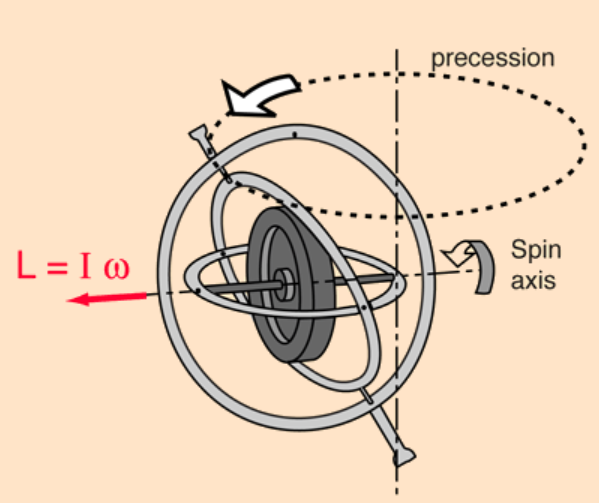 precession
L = I ω
Spin
axis